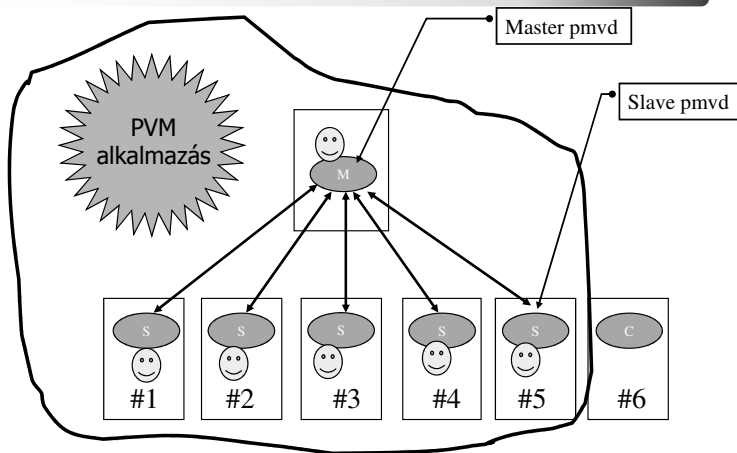 Master pmvd
Slave pmvd
PVM
alkalmazás
M
S
S
S
S
S
C
#1
#2
#3
#4
#5
#6